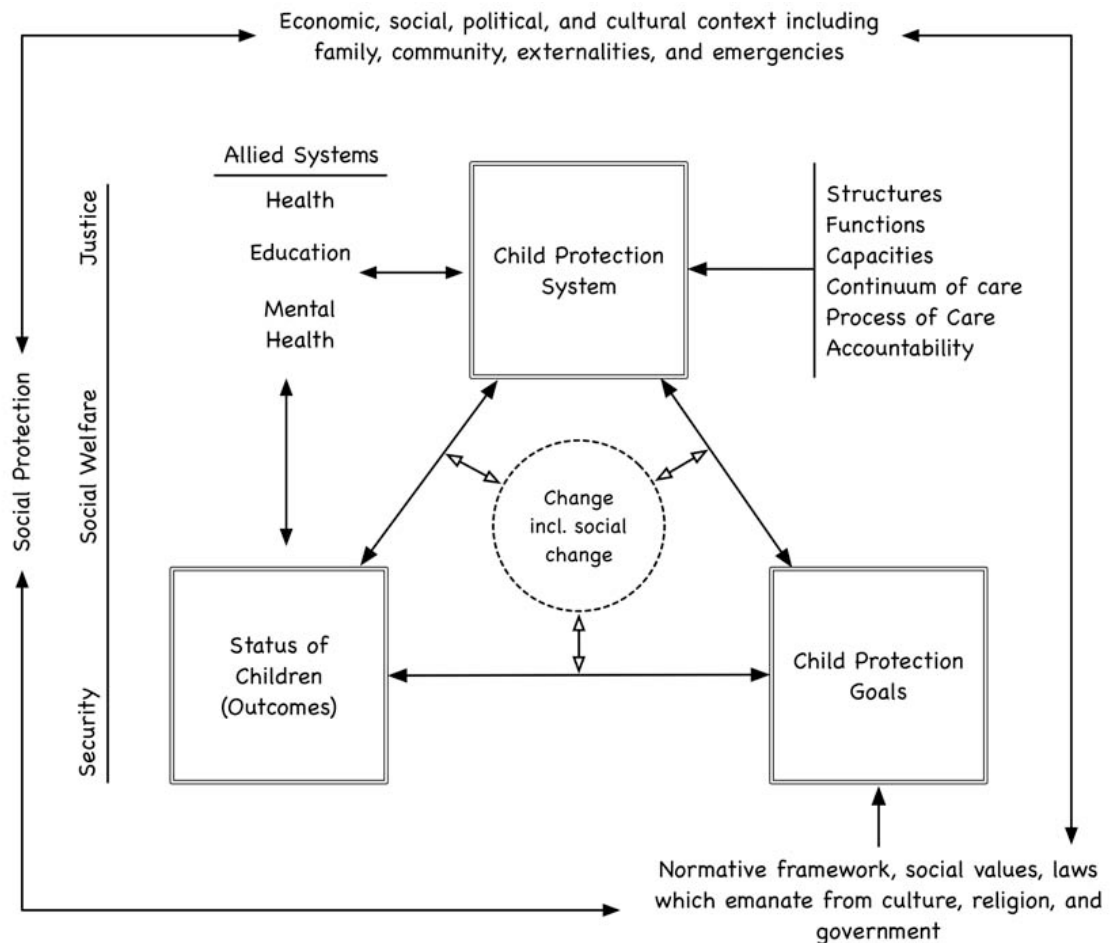 Economic, social, political, and cultural context including
family, community, externalities, and emergencies
Allied Systems
Health
Education
Mental
Health
Child Protection
System
Structures
Functions
Capacities
Continuum of care
Process of Care
Accountability
Justice
Social Welfare
Security
Social Protection
Change
incl. social
change
Status of
Children
(Outcomes)
Child Protection
Goals
Normative framework, social values, laws
which emanate from culture, religion, and
government